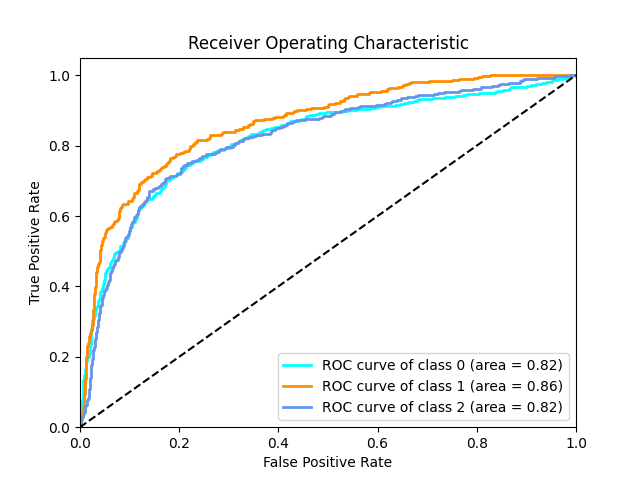 Receiver Operating Characteristic
True Positive Rate
1.0
0.8
0.6
0.4
0.2
0.0
ROC curve of class 0 (area = 0.82)
ROC curve of class 1 (area = 0.86)
ROC curve of class 2 (area = 0.82)
0.0 0.2 0.4 0.6 0.8 1.0
False Positive Rate